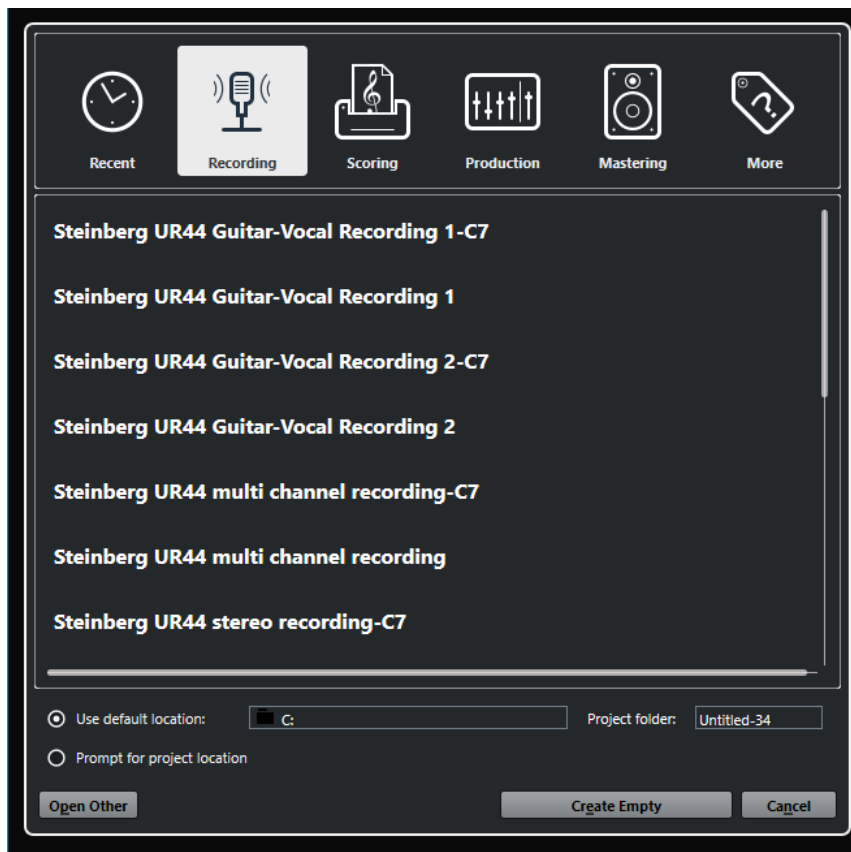 Recent Recording Scoring Production Mastering More
Steinberg UR44 Guitar-Vocal Recording 1-C7
Steinberg UR44 Guitar-Vocal Recording 1
Steinberg UR44 Guitar-Vocal Recording 2-C7
Steinberg UR44 Guitar-Vocal Recording 2
Steinberg UR44 multi channel recording-C7
Steinberg UR44 multi channel recording
Steinberg UR44 stereo recording-C7
Use default location: C: Project folder: Untitled-34
Prompt for project location
Open Other Create Empty Cancel